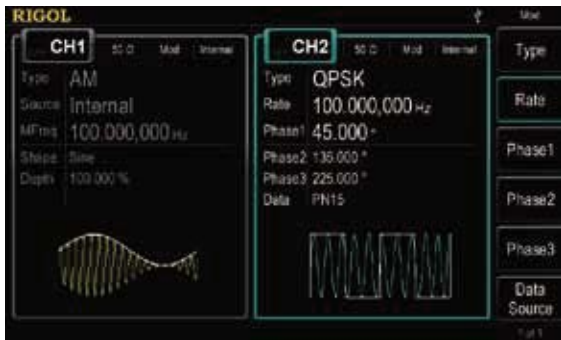 RIGOL
Mod
CH1 50 Ω Mod Internal
Type AM
Source Internal
MFreq 100.000,000 Hz
Shape Sine
Depth 100.000 %
CH2 50 Ω Mod Internal
Type QPSK
Rate 100.000,000 Hz
Phase1 45.000 °
Phase2 135.000 °
Phase3 225.000 °
Data PN15
Type
Rate
Phase1
Phase2
Phase3
Data
Source
1 of 1